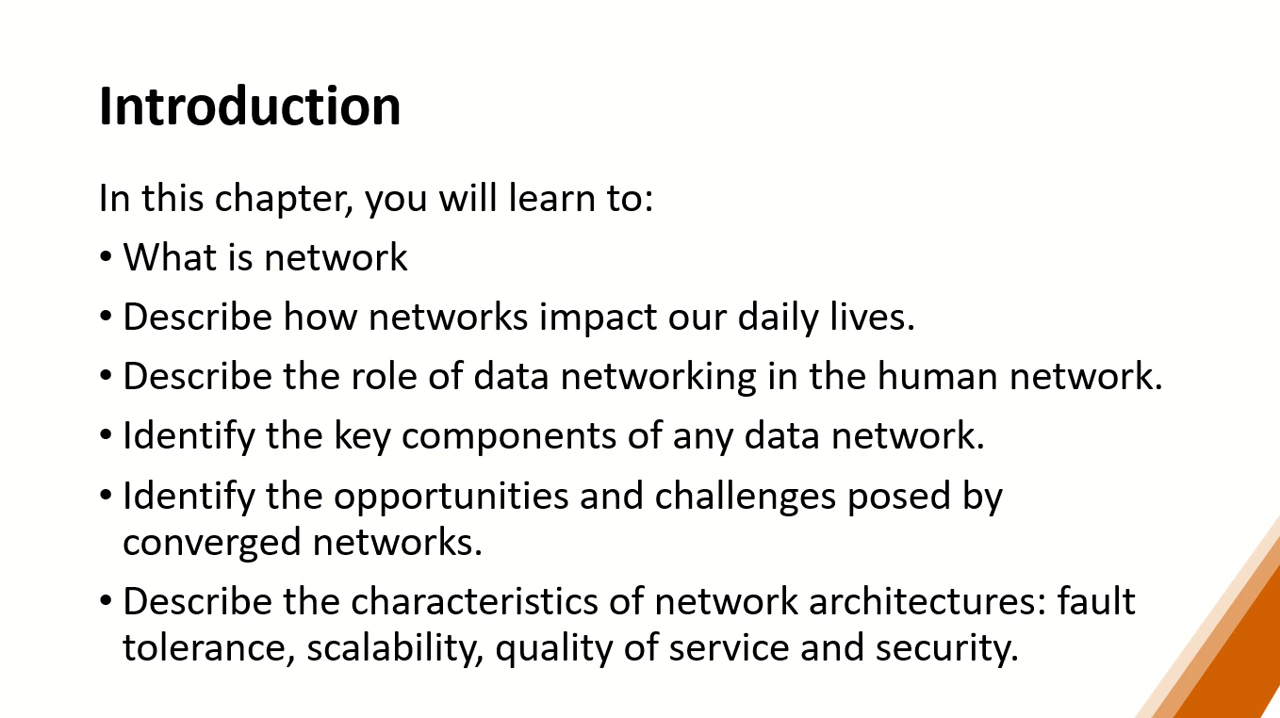 Introduction
In this chapter, you will learn to:
• What is network
• Describe how networks impact our daily lives.
• Describe the role of data networking in the human network.
• Identify the key components of any data network.
• Identify the opportunities and challenges posed by
converged networks.
• Describe the characteristics of network architectures: fault
tolerance, scalability, quality of service and security.